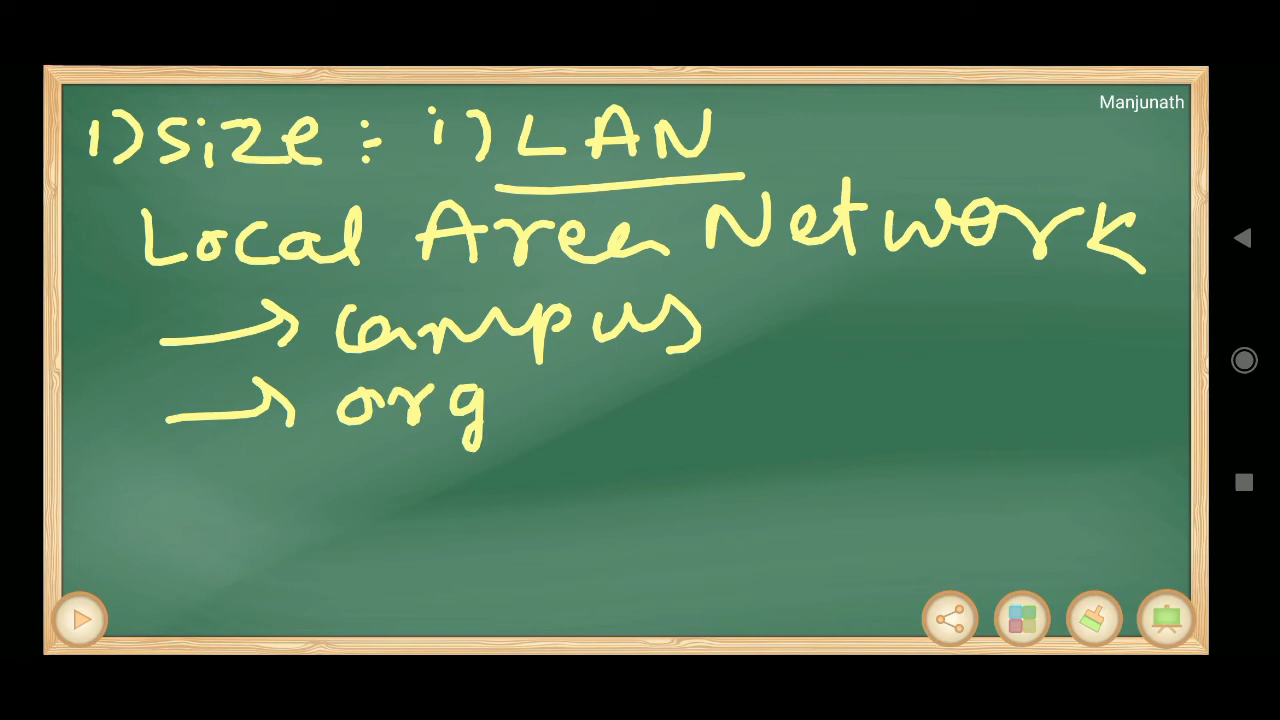 Manjunath
1) size : i) LAN
Local Area Network
→ campus
→ org